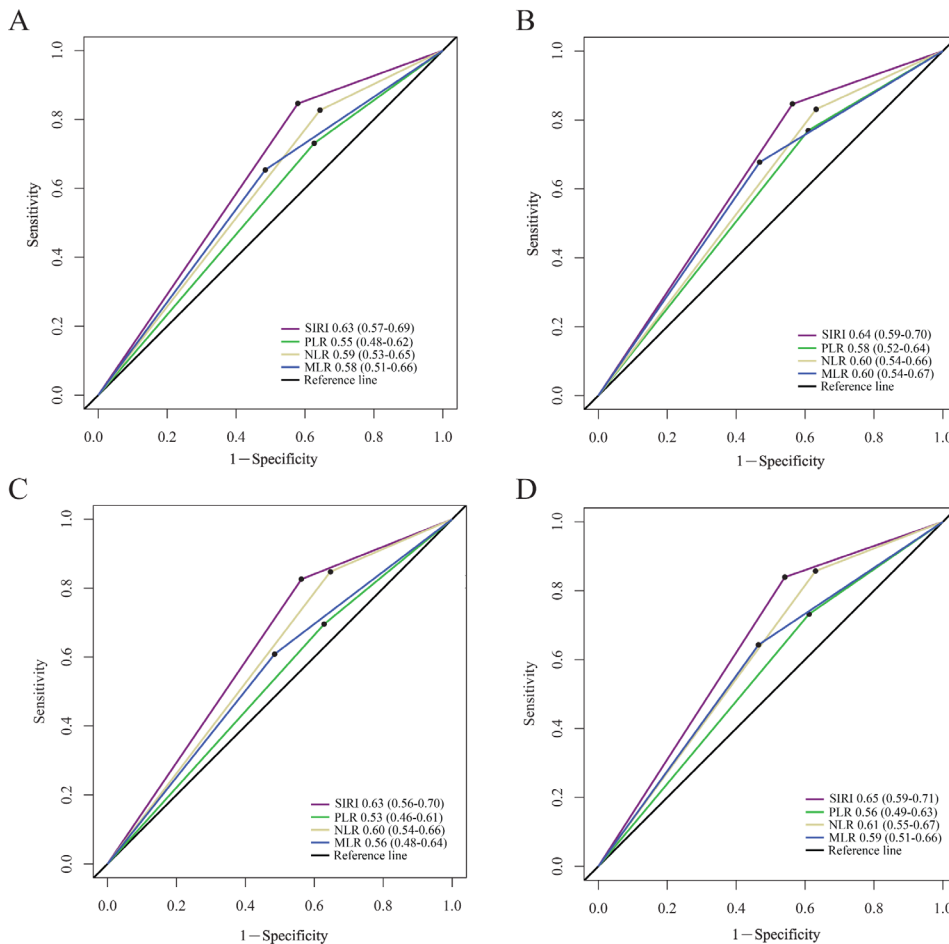 A
1.0
0.8
0.6
0.4
0.2
0.0
Sensitivity
SIRI 0.63 (0.57-0.69)
PLR 0.55 (0.48-0.62)
NLR 0.59 (0.53-0.65)
MLR 0.58 (0.51-0.66)
Reference line
0.0 0.2 0.4 0.6 0.8 1.0
1−Specificity
B
1.0
0.8
0.6
0.4
0.2
0.0
Sensitivity
SIRI 0.64 (0.59-0.70)
PLR 0.58 (0.52-0.64)
NLR 0.60 (0.54-0.66)
MLR 0.60 (0.54-0.67)
Reference line
0.0 0.2 0.4 0.6 0.8 1.0
1−Specificity
C
1.0
0.8
0.6
0.4
0.2
0.0
Sensitivity
SIRI 0.63 (0.56-0.70)
PLR 0.53 (0.46-0.61)
NLR 0.60 (0.54-0.66)
MLR 0.56 (0.48-0.64)
Reference line
0.0 0.2 0.4 0.6 0.8 1.0
1−Specificity
D
1.0
0.8
0.6
0.4
0.2
0.0
Sensitivity
SIRI 0.65 (0.59-0.71)
PLR 0.56 (0.49-0.63)
NLR 0.61 (0.55-0.67)
MLR 0.59 (0.51-0.66)
Reference line
0.0 0.2 0.4 0.6 0.8 1.0
1−Specificity